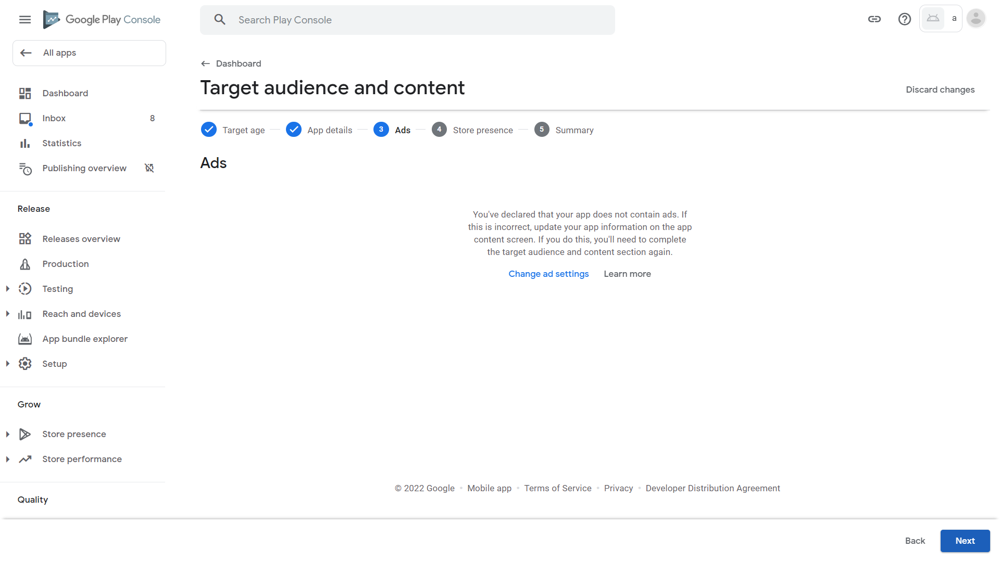 Google Play Console
Search Play Console
a
All apps
Dashboard
Inbox 8
Statistics
Publishing overview
Release
Releases overview
Production
Testing
Reach and devices
App bundle explorer
Setup
Grow
Store presence
Store performance
Quality
Dashboard
Target audience and content
Discard changes
Target age App details 3 Ads 4 Store presence 5 Summary
Ads
You've declared that your app does not contain ads. If
this is incorrect, update your app information on the app
content screen. If you do this, you'll need to complete
the target audience and content section again.
Change ad settings Learn more
© 2022 Google • Mobile app • Terms of Service • Privacy • Developer Distribution Agreement
Back Next